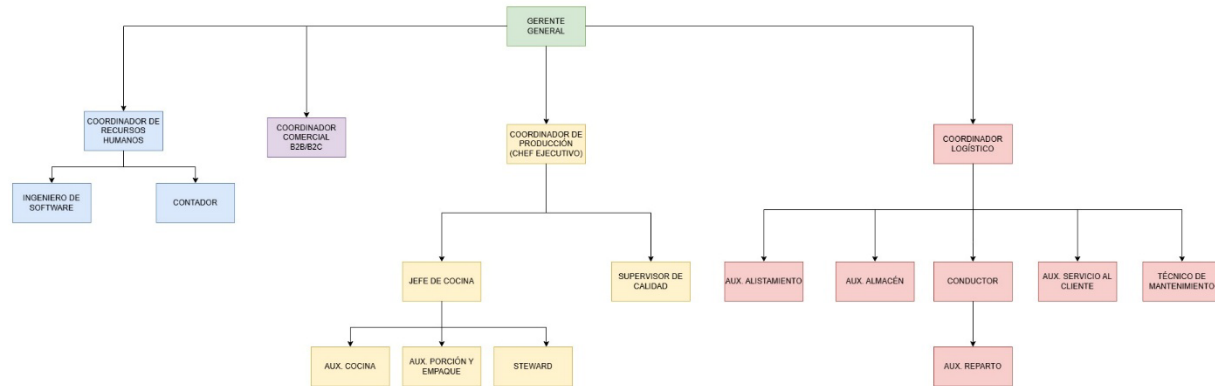 GERENTE
GENERAL
COORDINADOR DE
RECURSOS
HUMANOS
COORDINADOR
COMERCIAL
B2B/B2C
COORDINADOR DE
PRODUCCIÓN
(CHEF EJECUTIVO)
COORDINADOR
LOGÍSTICO
INGENIERO DE
SOFTWARE
CONTADOR
JEFE DE COCINA
SUPERVISOR DE
CALIDAD
AUX. ALISTAMIENTO
AUX. ALMACÉN
CONDUCTOR
AUX. SERVICIO AL
CLIENTE
TÉCNICO DE
MANTENIMIENTO
AUX. COCINA
AUX. PORCIÓN Y
EMPAQUE
STEWARD
AUX. REPARTO